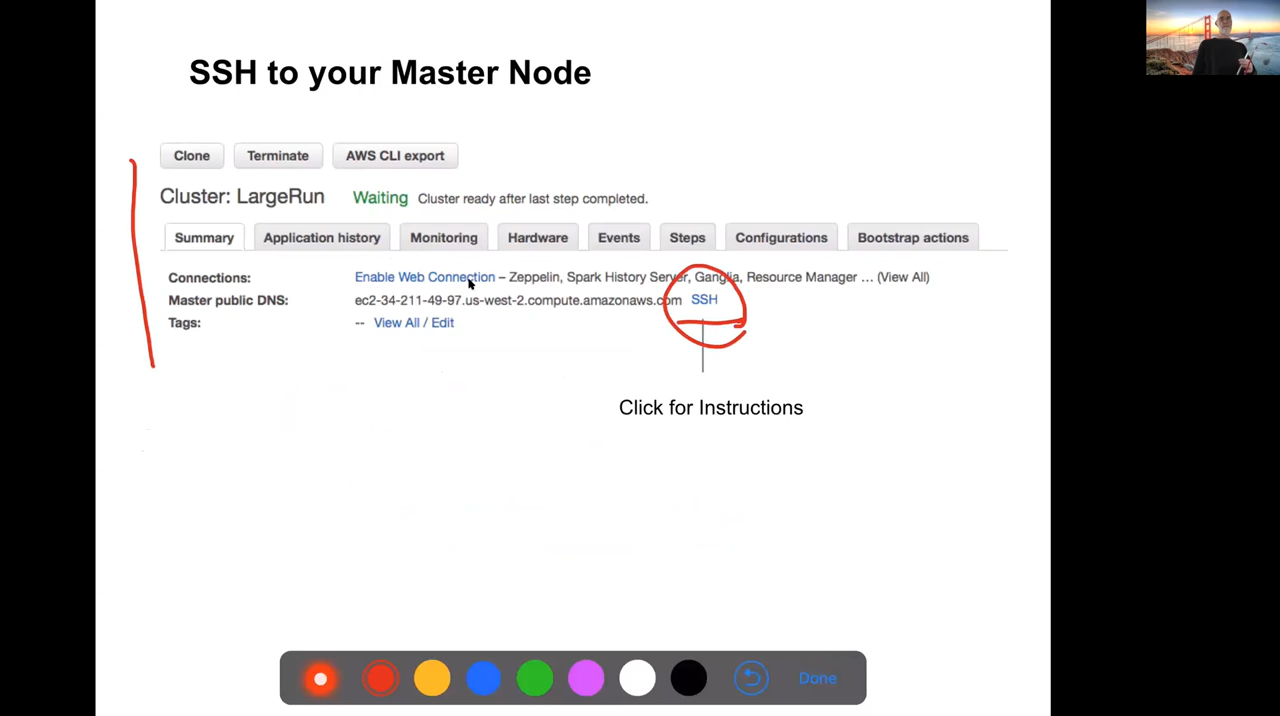 SSH to your Master Node
Clone Terminate AWS CLI export
Cluster: LargeRun Waiting Cluster ready after last step completed.
Summary Application history Monitoring Hardware Events Steps Configurations Bootstrap actions
Connections: Enable Web Connection – Zeppelin, Spark History Server, Ganglia, Resource Manager … (View All)
Master public DNS: ec2-34-211-49-97.us-west-2.compute.amazonaws.com SSH
Tags: -- View All / Edit
Click for Instructions
Done